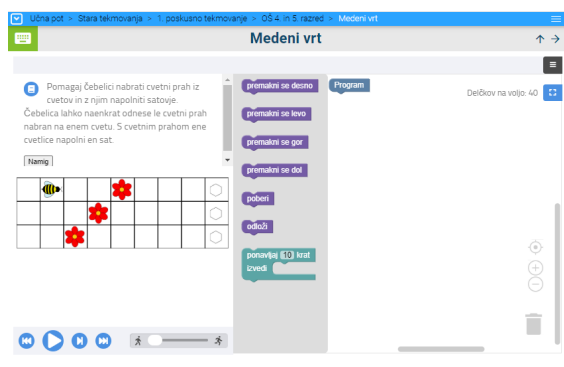 Učna pot > Stara tekmovanja > 1. poskusno tekmovanje > OŠ 4. in 5. razred > Medeni vrt
Medeni vrt
Pomagaj čebelici nabrati cvetni prah iz
cvetov in z njim napolniti satovje.
Čebelica lahko naenkrat odnese le cvetni prah
nabran na enem cvetu. S cvetnim prahom ene
cvetlice napolni en sat.
Namig
premakni se desno
premakni se levo
premakni se gor
premakni se dol
poberi
odloži
ponavljaj 10 krat
izvedi
Program
Delčkov na voljo: 40